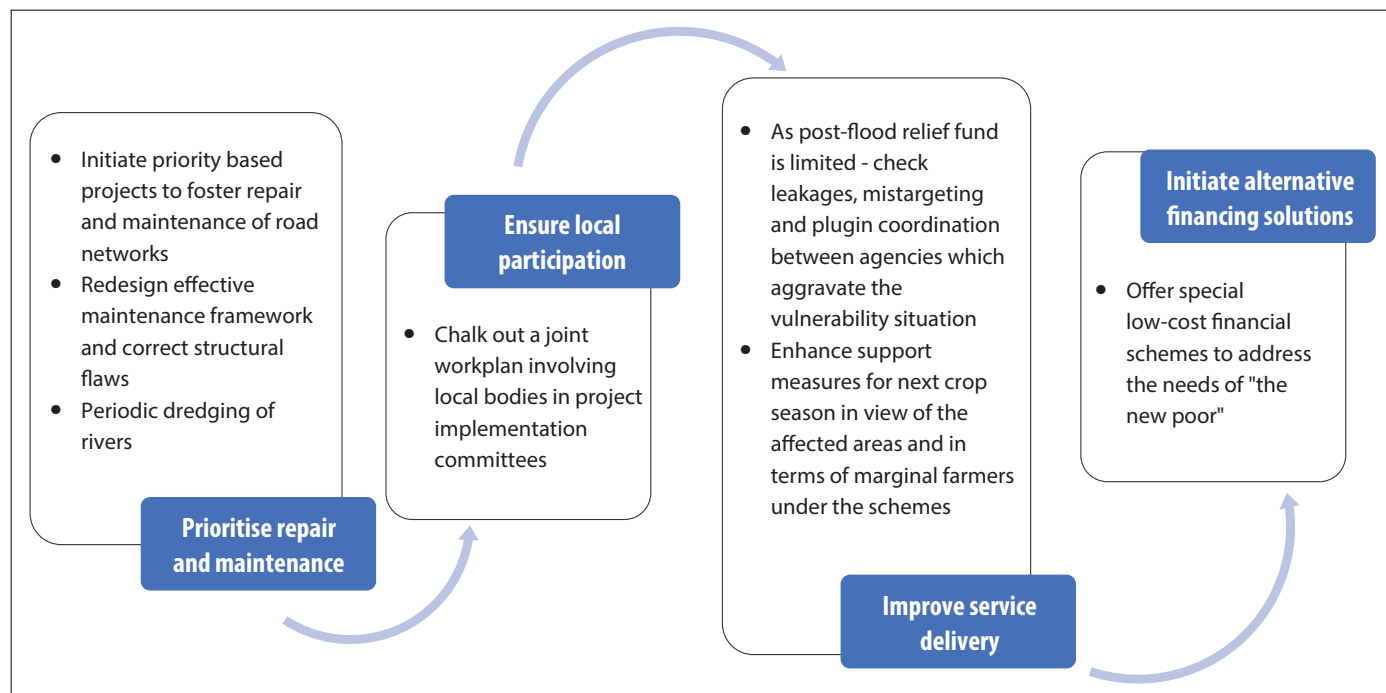 • Initiate priority based
projects to foster repair
and maintenance of road
networks
• Redesign effective
maintenance framework
and correct structural
flaws
• Periodic dredging of
rivers
Prioritise repair
and maintenance
Ensure local
participation
• Chalk out a joint
workplan involving
local bodies in project
implementation
committees
• As post-flood relief fund
is limited - check
leakages, mistargeting
and plugin coordination
between agencies which
aggravate the
vulnerability situation
• Enhance support
measures for next crop
season in view of the
affected areas and in
terms of marginal farmers
under the schemes
Improve service
delivery
Initiate alternative
financing solutions
• Offer special
low-cost financial
schemes to address
the needs of "the
new poor"